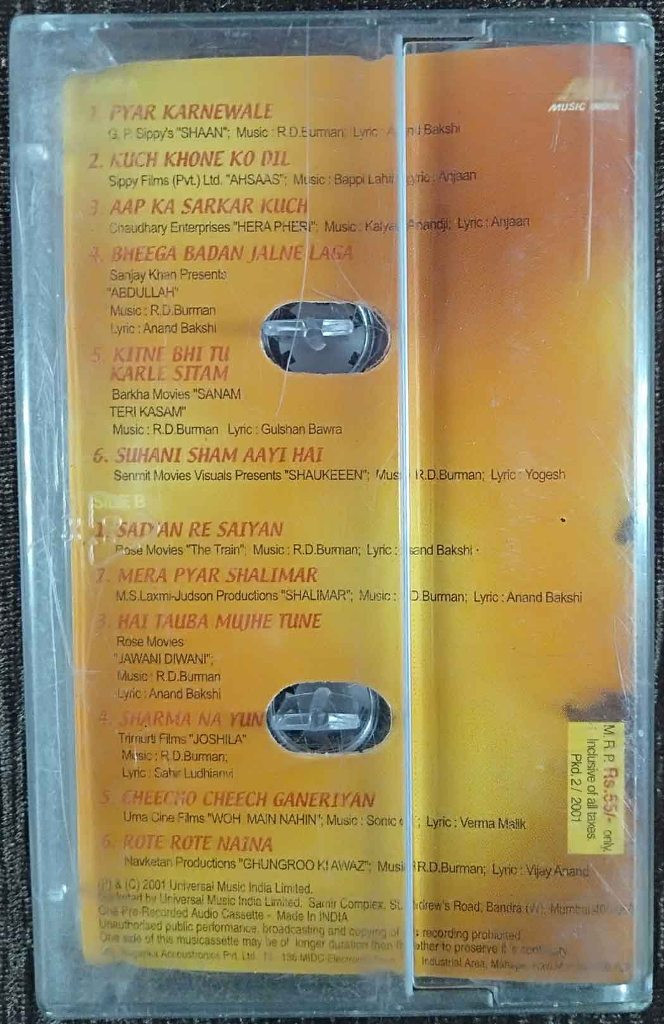 MUSIC INDIA
1. PYAR KARNEWALE
G. P. Sippy's "SHAAN"; Music : R.D.Burman; Lyric : Anand Bakshi
2. KUCH KHONE KO DIL
Sippy Films (Pvt.) Ltd. "AHSAAS"; Music : Bappi Lahiri; Lyric : Anjaan
3. AAP KA SARKAR KUCH
Chaudhary Enterprises "HERA PHERI"; Music : Kalyanji Anandji; Lyric : Anjaan
4. BHEEGA BADAN JALNE LAGA
Sanjay Khan Presents
"ABDULLAH"
Music : R.D.Burman
Lyric : Anand Bakshi
5. KITNE BHI TU
KARLE SITAM
Barkha Movies "SANAM
TERI KASAM"
Music : R.D.Burman Lyric : Gulshan Bawra
6. SUHANI SHAM AAYI HAI
Senmit Movies Visuals Presents "SHAUKEEEN"; Music R.D.Burman; Lyric : Yogesh
SIDE B
1. SAIYAN RE SAIYAN
Rose Movies "The Train"; Music : R.D.Burman; Lyric : Anand Bakshi
2. MERA PYAR SHALIMAR
M.S.Laxmi-Judson Productions "SHALIMAR"; Music : R.D.Burman; Lyric : Anand Bakshi
3. HAI TAUBA MUJHE TUNE
Rose Movies
"JAWANI DIWANI";
Music : R.D.Burman
Lyric : Anand Bakshi
4. SHARMA NA YUN
Trimurti Films "JOSHILA"
Music : R.D.Burman;
Lyric : Sahir Ludhianvi
5. CHEECHO CHEECH GANERIYAN
Uma Cine Films "WOH MAIN NAHIN"; Music : Sonic ; Lyric : Verma Malik
6. ROTE ROTE NAINA
Navketan Productions "GHUNGROO KI AWAZ"; Music R.D.Burman; Lyric : Vijay Anand
M.R.P. Rs.55/- only.
Inclusive of all taxes.
Pkd. 2 / 2001
(P) & (C) 2001 Universal Music India Limited.
by Universal Music India Limited, Samir Complex, St. Andrew's Road, Bandra (W), Mumbai
One Pre-Recorded Audio Cassette - Made in INDIA
Unauthorised public performance, broadcasting and copying of this recording prohibited
One side of this musicassette may be of longer duration than the other to preserve its
Accoustronics Pvt. Ltd. 136 MIDC Industrial Area, Mahape,